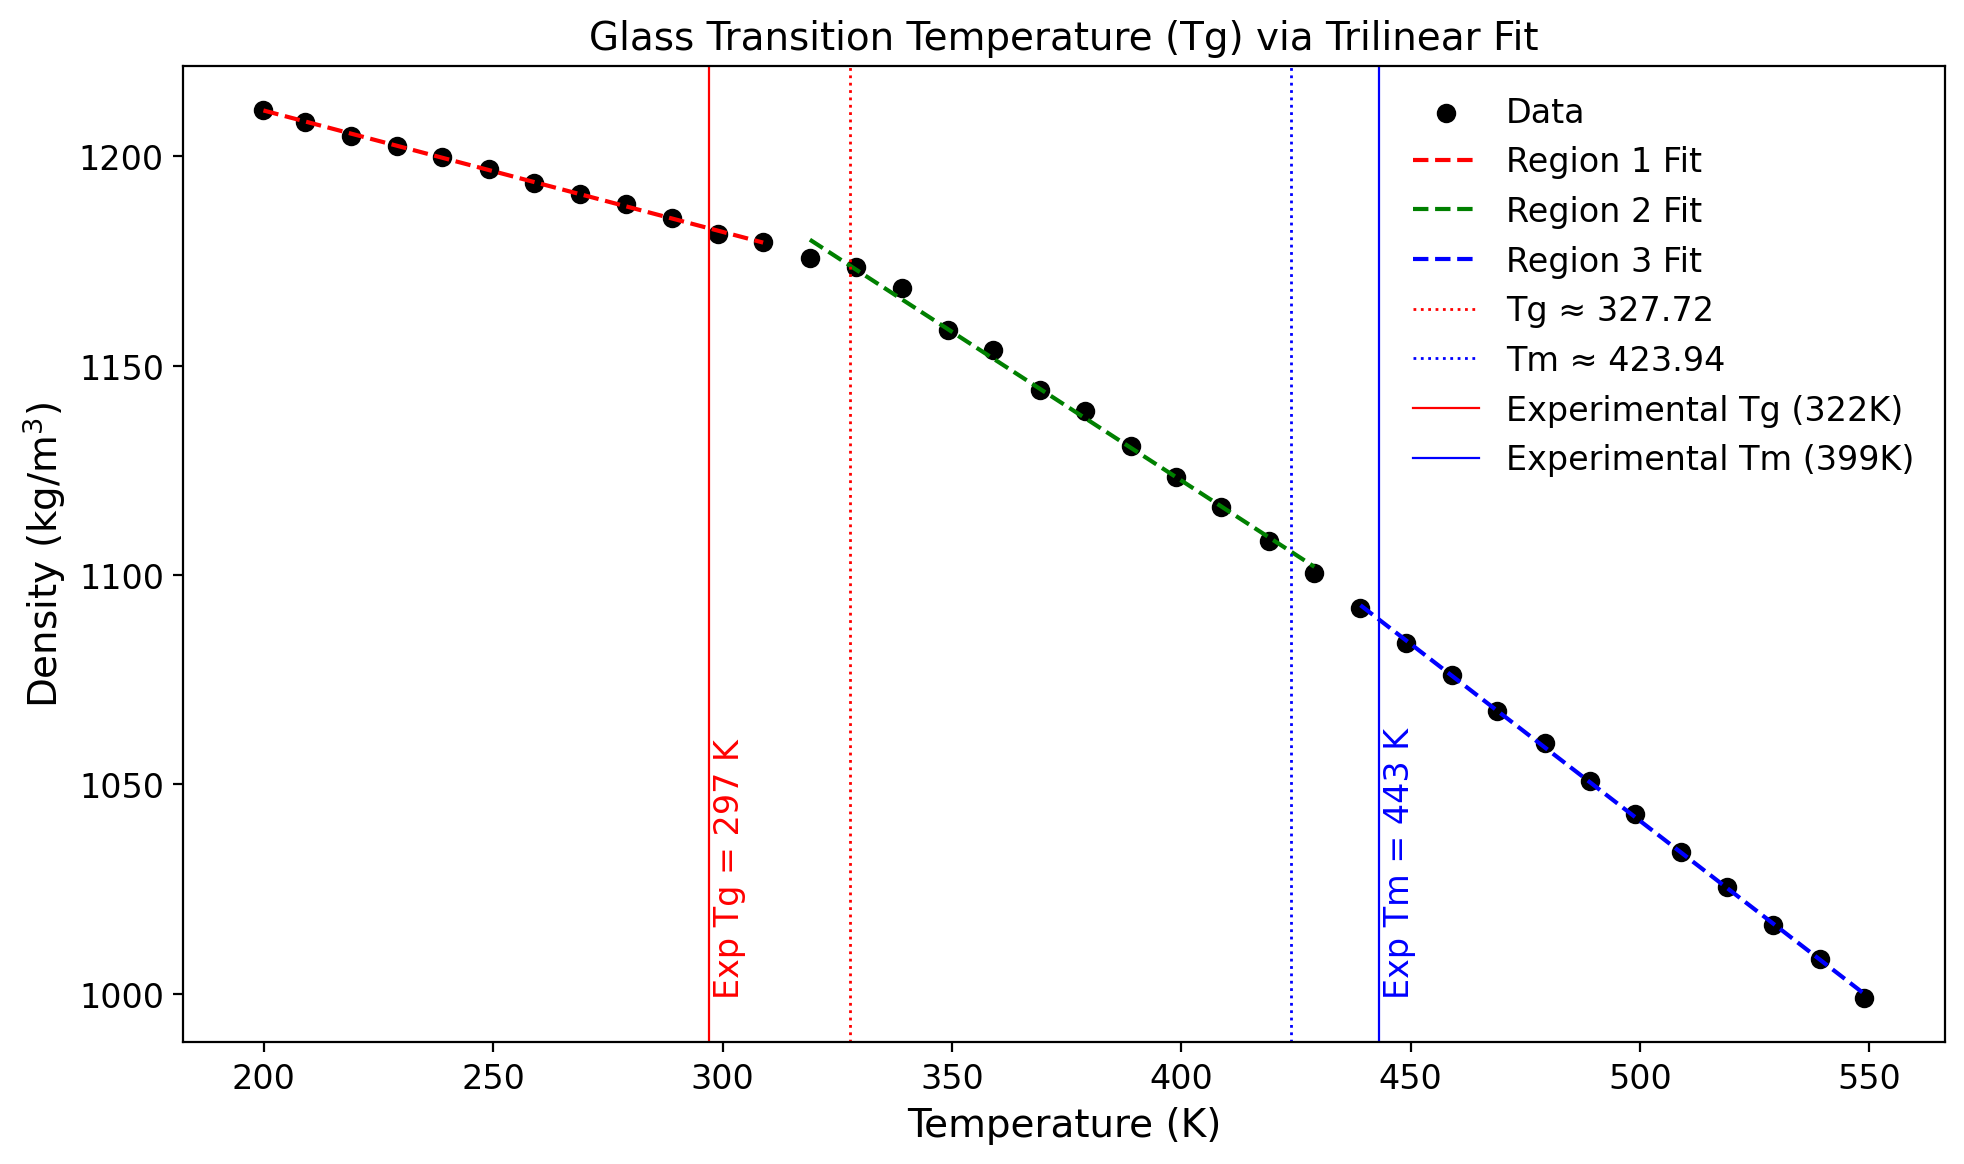 Glass Transition Temperature (Tg) via Trilinear Fit
Data
Region 1 Fit
Region 2 Fit
Region 3 Fit
Tg ≈ 327.72
Tm ≈ 423.94
Experimental Tg (322K)
Experimental Tm (399K)
Exp Tg = 297 K
Exp Tm = 443 K
Density (kg/m³)
1200
1150
1100
1050
1000
200 250 300 350 400 450 500 550
Temperature (K)